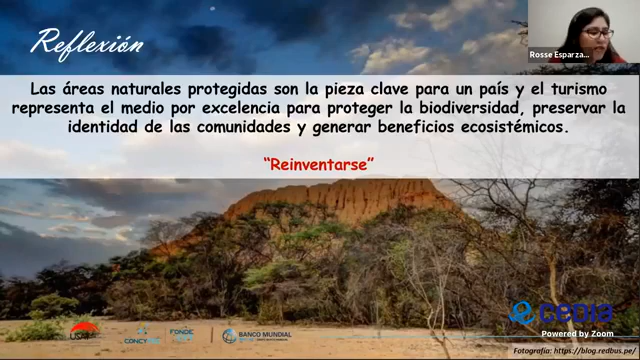 Reflexión
Rosse Esparza...
Las áreas naturales protegidas son la pieza clave para un país y el turismo
representa el medio por excelencia para proteger la biodiversidad, preservar la
identidad de las comunidades y generar beneficios ecosistémicos.
“Reinventarse”
cedia
CONCYTEC
FONDECYT
BANCO MUNDIAL
Powered by Zoom
Fotografía: https://blog.redbus.pe/